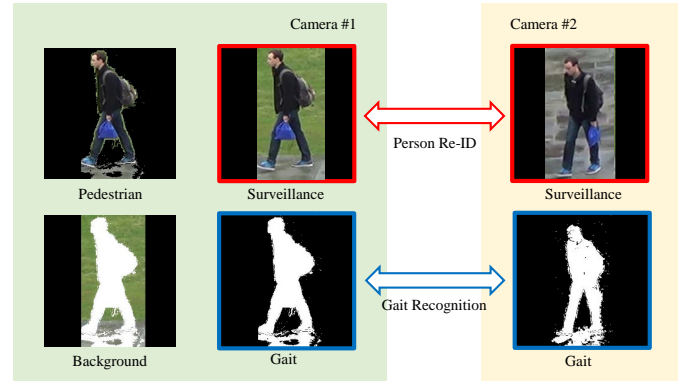 Camera #1
Camera #2
Person Re-ID
Pedestrian
Surveillance
Surveillance
Gait Recognition
Background
Gait
Gait